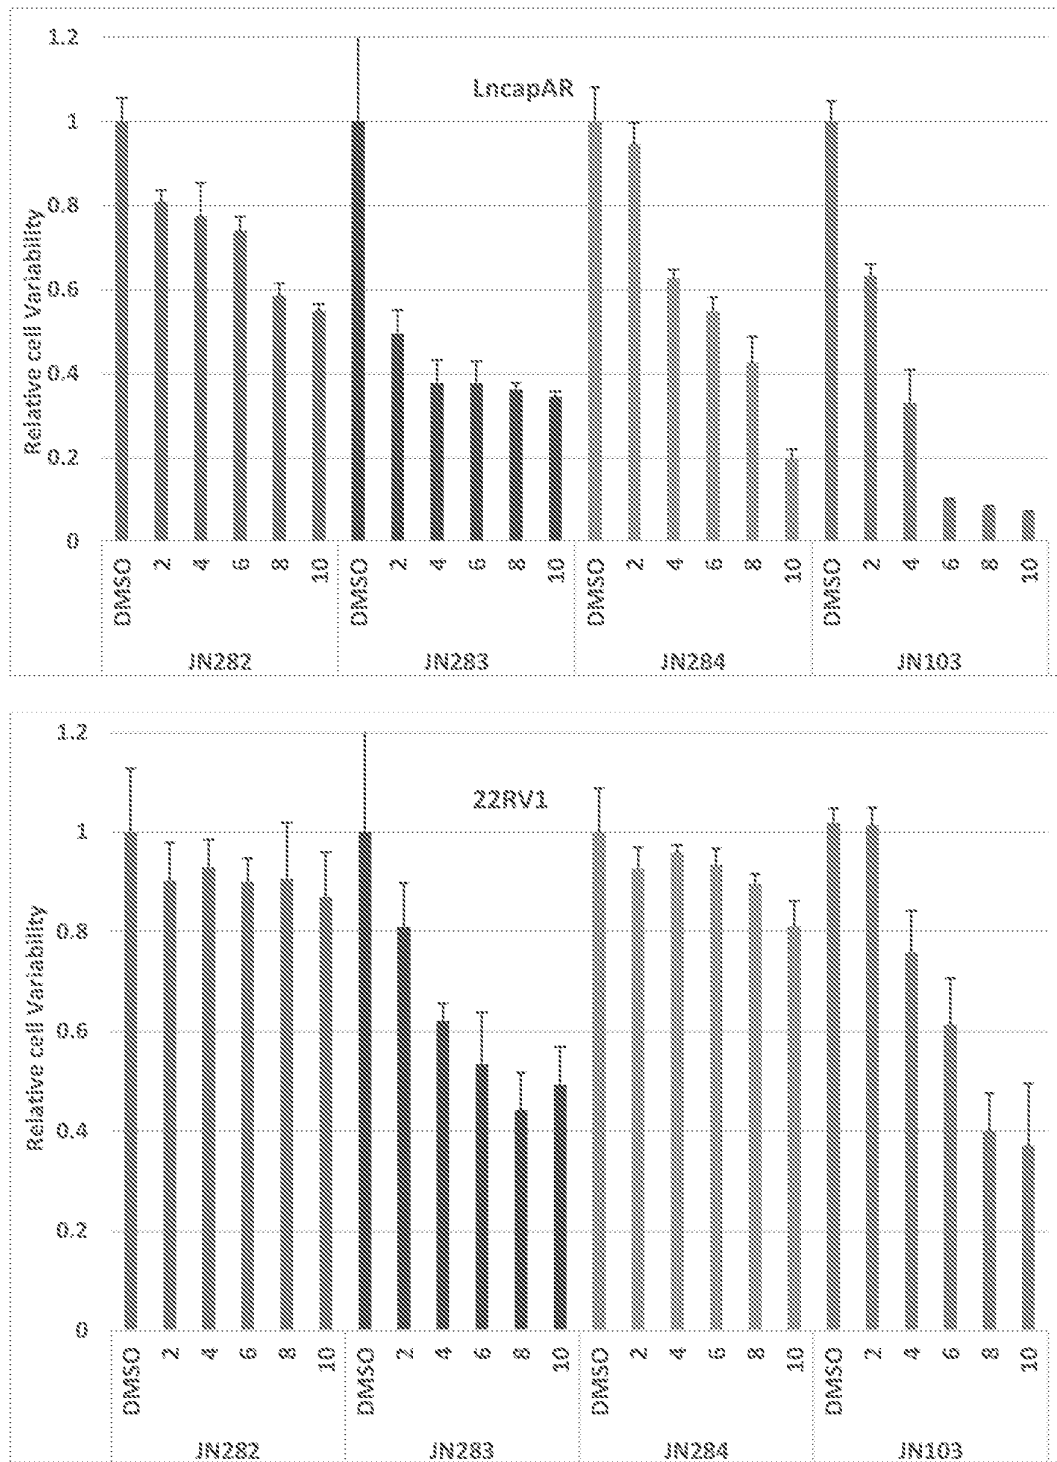 1.2
LncapAR
1
0.8
0.6
0.4
0.2
0
Relative cell Variability
DMSO 2 4 6 8 10 DMSO 2 4 6 8 10 DMSO 2 4 6 8 10 DMSO 2 4 6 8 10
JN282 JN283 JN284 JN103
1.2
22RV1
1
0.8
0.6
0.4
0.2
0
Relative cell Variability
DMSO 2 4 6 8 10 DMSO 2 4 6 8 10 DMSO 2 4 6 8 10 DMSO 2 4 6 8 10
JN282 JN283 JN284 JN103